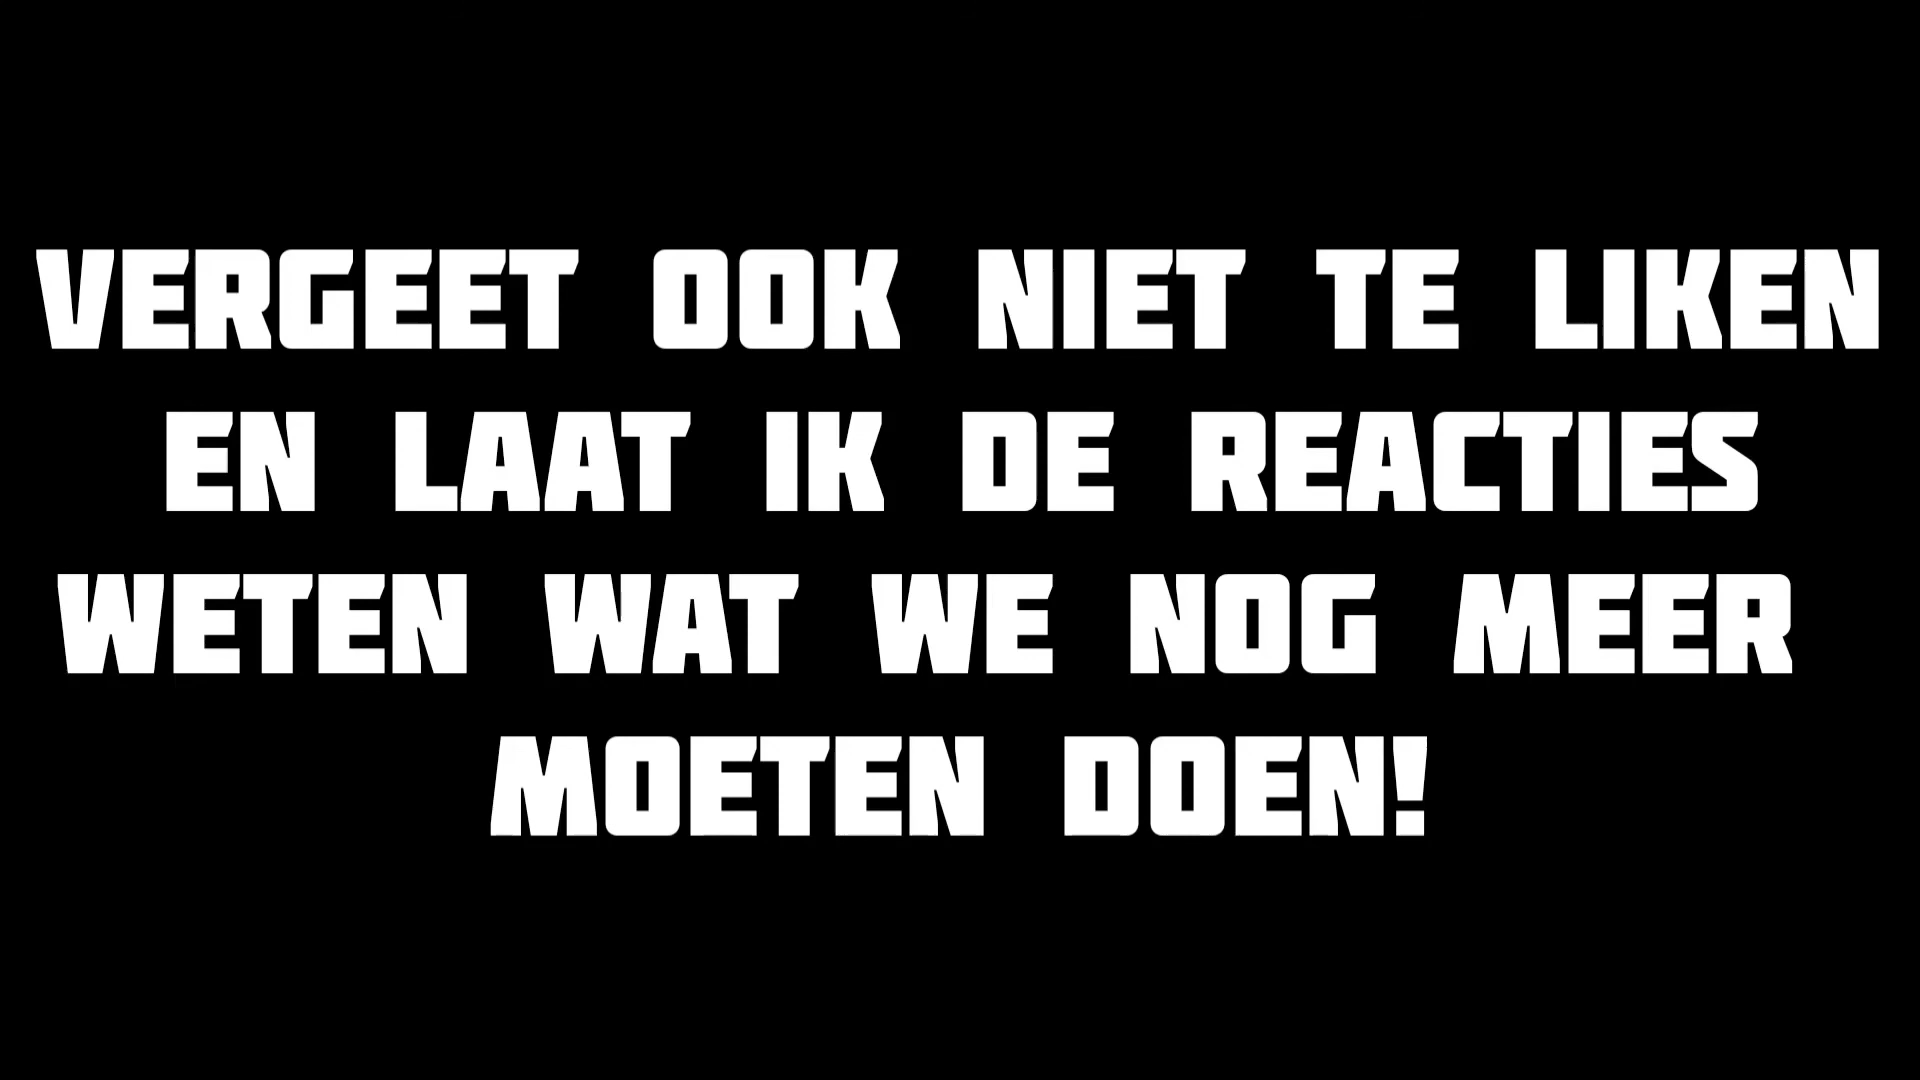 VERGEET OOK NIET TE LIKEN
EN LAAT IK DE REACTIES
WETEN WAT WE NOG MEER
MOETEN DOEN!